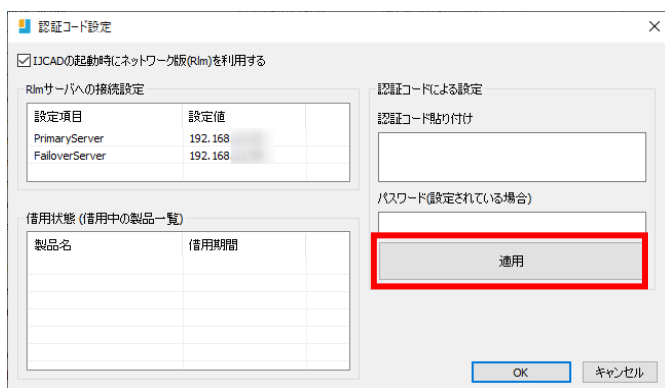 認証コード設定
IJCADの起動時にネットワーク版(Rlm)を利用する
Rlmサーバへの接続設定
設定項目 設定値
PrimaryServer 192.168
FailoverServer 192.168
借用状態 (借用中の製品一覧)
製品名 借用期間
認証コードによる設定
認証コード貼り付け
パスワード(設定されている場合)
適用
OK キャンセル